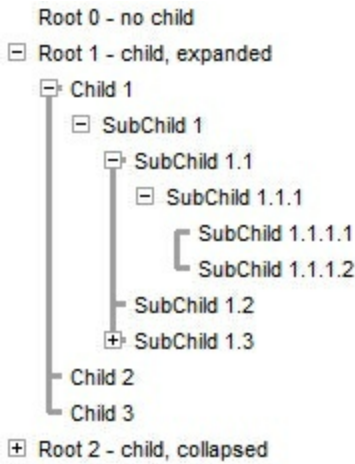 Root 0 - no child
Root 1 - child, expanded
Child 1
SubChild 1
SubChild 1.1
SubChild 1.1.1
SubChild 1.1.1.1
SubChild 1.1.1.2
SubChild 1.2
SubChild 1.3
Child 2
Child 3
Root 2 - child, collapsed